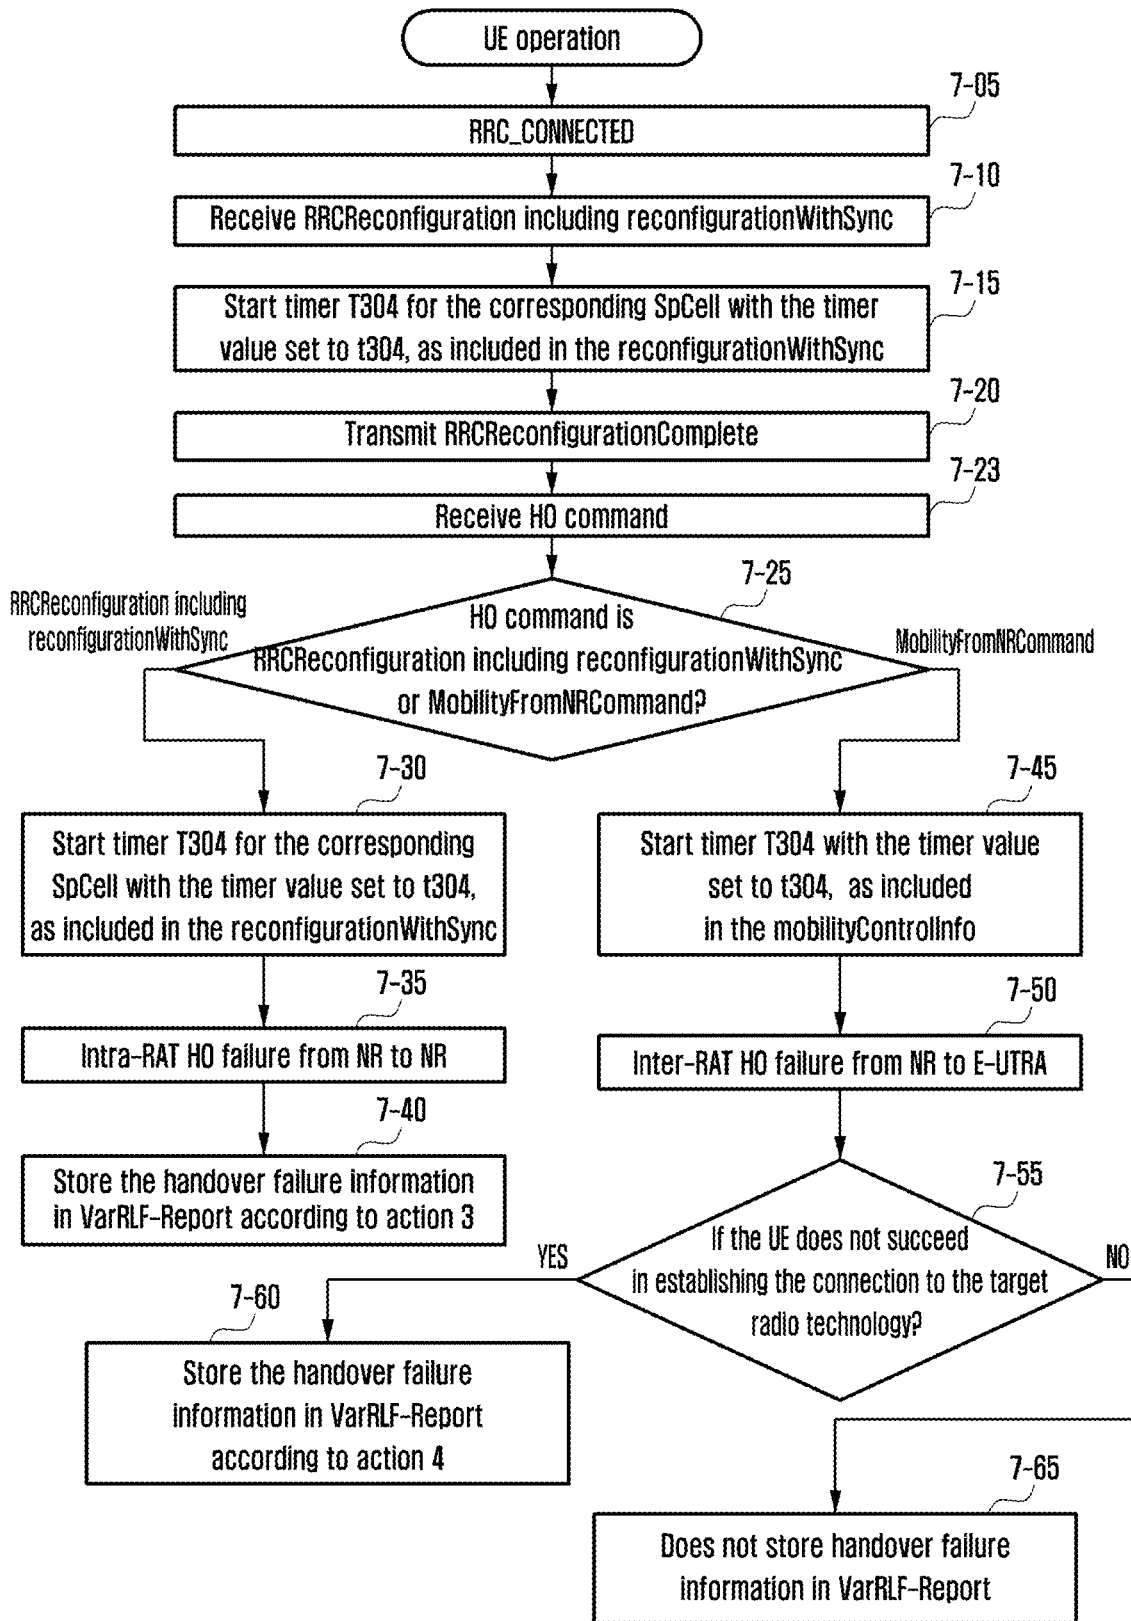 UE operation
7-05
RRC_CONNECTED
7-10
Receive RRCReconfiguration including reconfigurationWithSync
7-15
Start timer T304 for the corresponding SpCell with the timer
value set to t304, as included in the reconfigurationWithSync
7-20
Transmit RRCReconfigurationComplete
7-23
Receive HO command
7-25
RRCReconfiguration including
reconfigurationWithSync
HO command is
RRCReconfiguration including reconfigurationWithSync
or MobilityFromNRCommand?
MobilityFromNRCommand
7-30
Start timer T304 for the corresponding
SpCell with the timer value set to t304,
as included in the reconfigurationWithSync
7-45
Start timer T304 with the timer value
set to t304, as included
in the mobilityControlInfo
7-35
Intra-RAT HO failure from NR to NR
7-50
Inter-RAT HO failure from NR to E-UTRA
7-40
Store the handover failure information
in VarRLF-Report according to action 3
7-55
If the UE does not succeed
in establishing the connection to the target
radio technology?
YES
NO
7-60
Store the handover failure
information in VarRLF-Report
according to action 4
7-65
Does not store handover failure
information in VarRLF-Report